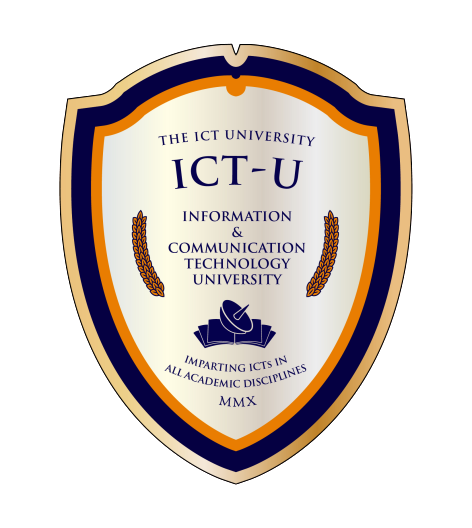 THE ICT UNIVERSITY
ICT-U
INFORMATION
&
COMMUNICATION
TECHNOLOGY
UNIVERSITY
IMPARTING ICTs IN
ALL ACADEMIC DISCIPLINES
MMX